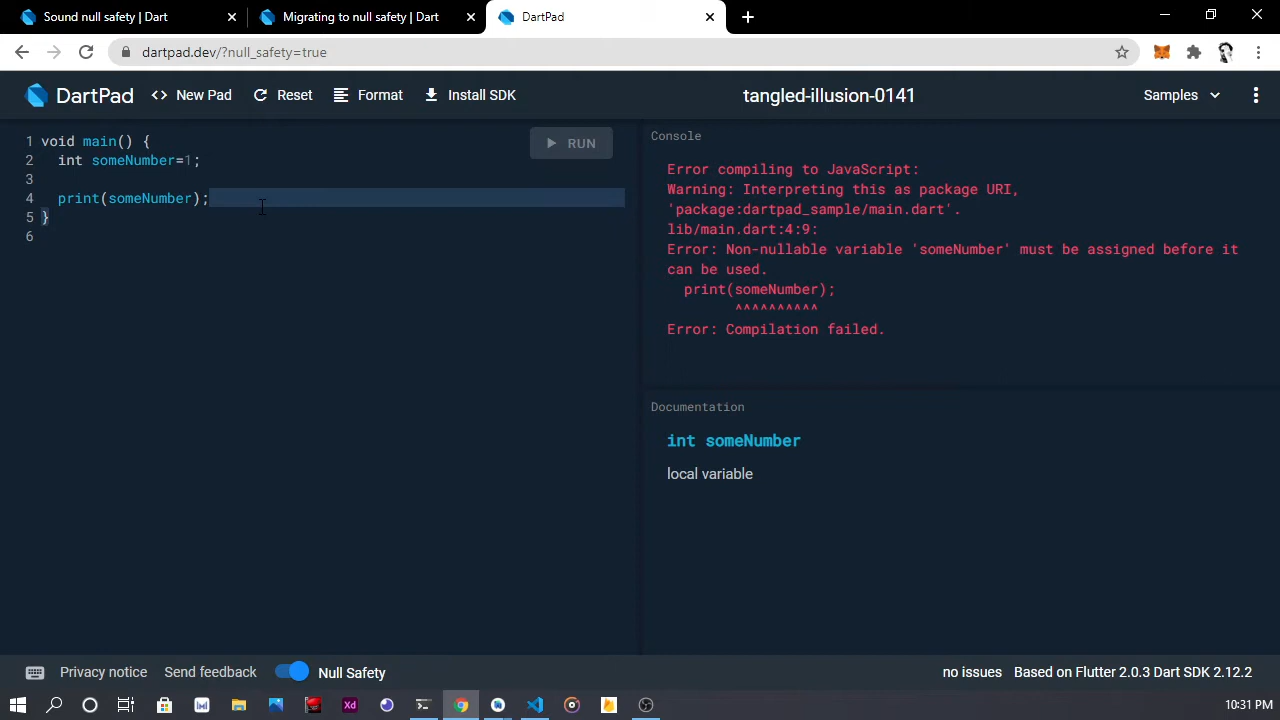 Sound null safety | Dart
Migrating to null safety | Dart
DartPad
dartpad.dev/?null_safety=true
DartPad
<> New Pad
Reset
Format
Install SDK
tangled-illusion-0141
Samples
1 void main() {
2 int someNumber=1;
3
4 print(someNumber);
5 }
6
RUN
Console
Error compiling to JavaScript:
Warning: Interpreting this as package URI,
'package:dartpad_sample/main.dart'.
lib/main.dart:4:9:
Error: Non-nullable variable 'someNumber' must be assigned before it
can be used.
print(someNumber);
^^^^^^^^^^
Error: Compilation failed.
Documentation
int someNumber
local variable
Privacy notice
Send feedback
Null Safety
no issues
Based on Flutter 2.0.3 Dart SDK 2.12.2
Xd
10:31 PM